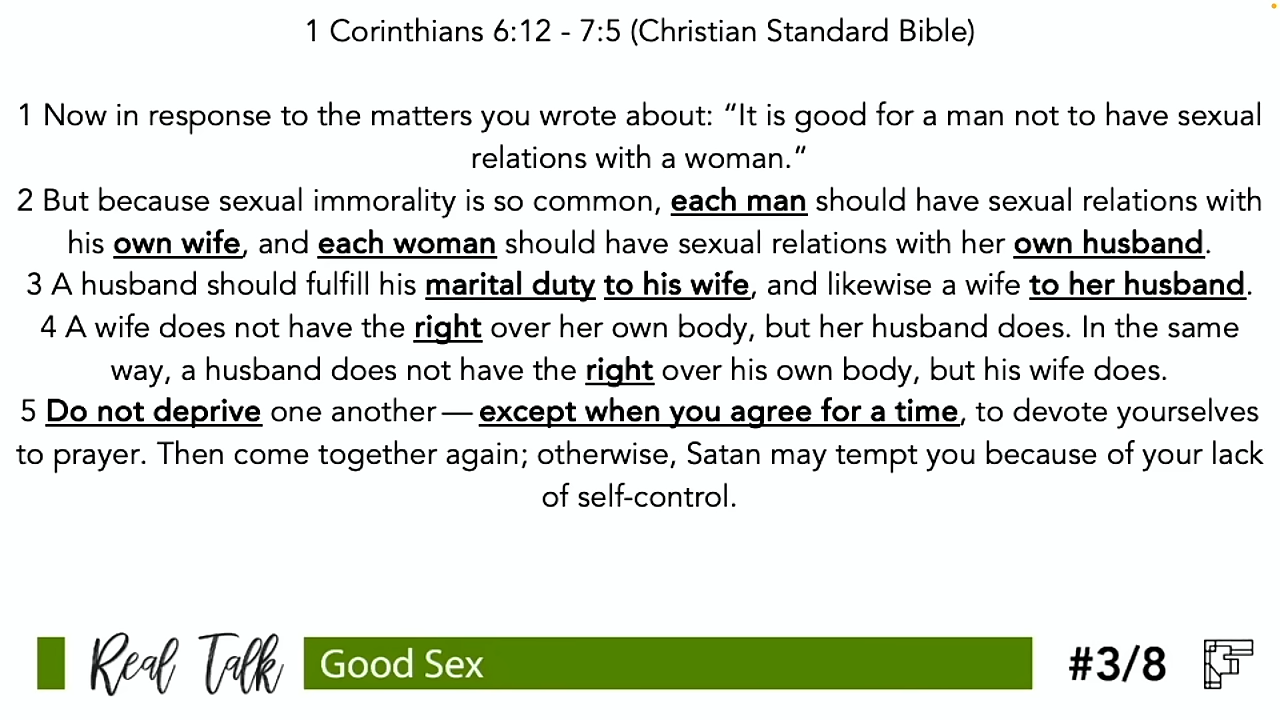 1 Corinthians 6:12 - 7:5 (Christian Standard Bible)
1 Now in response to the matters you wrote about: “It is good for a man not to have sexual
relations with a woman.”
2 But because sexual immorality is so common, each man should have sexual relations with
his own wife, and each woman should have sexual relations with her own husband.
3 A husband should fulfill his marital duty to his wife, and likewise a wife to her husband.
4 A wife does not have the right over her own body, but her husband does. In the same
way, a husband does not have the right over his own body, but his wife does.
5 Do not deprive one another—except when you agree for a time, to devote yourselves
to prayer. Then come together again; otherwise, Satan may tempt you because of your lack
of self-control.
Real Talk Good Sex #3/8